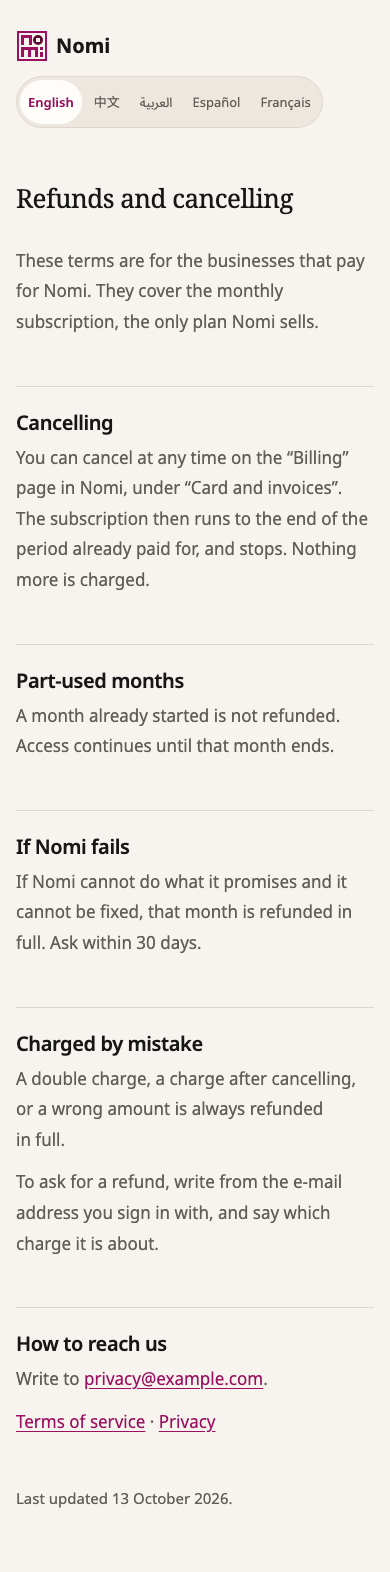 Nomi
English 中文 العربية Español Français
Refunds and cancelling
These terms are for the businesses that pay
for Nomi. They cover the monthly
subscription, the only plan Nomi sells.
Cancelling
You can cancel at any time on the “Billing”
page in Nomi, under “Card and invoices”.
The subscription then runs to the end of the
period already paid for, and stops. Nothing
more is charged.
Part-used months
A month already started is not refunded.
Access continues until that month ends.
If Nomi fails
If Nomi cannot do what it promises and it
cannot be fixed, that month is refunded in
full. Ask within 30 days.
Charged by mistake
A double charge, a charge after cancelling,
or a wrong amount is always refunded
in full.
To ask for a refund, write from the e-mail
address you sign in with, and say which
charge it is about.
How to reach us
Write to privacy@example.com.
Terms of service · Privacy
Last updated 13 October 2026.